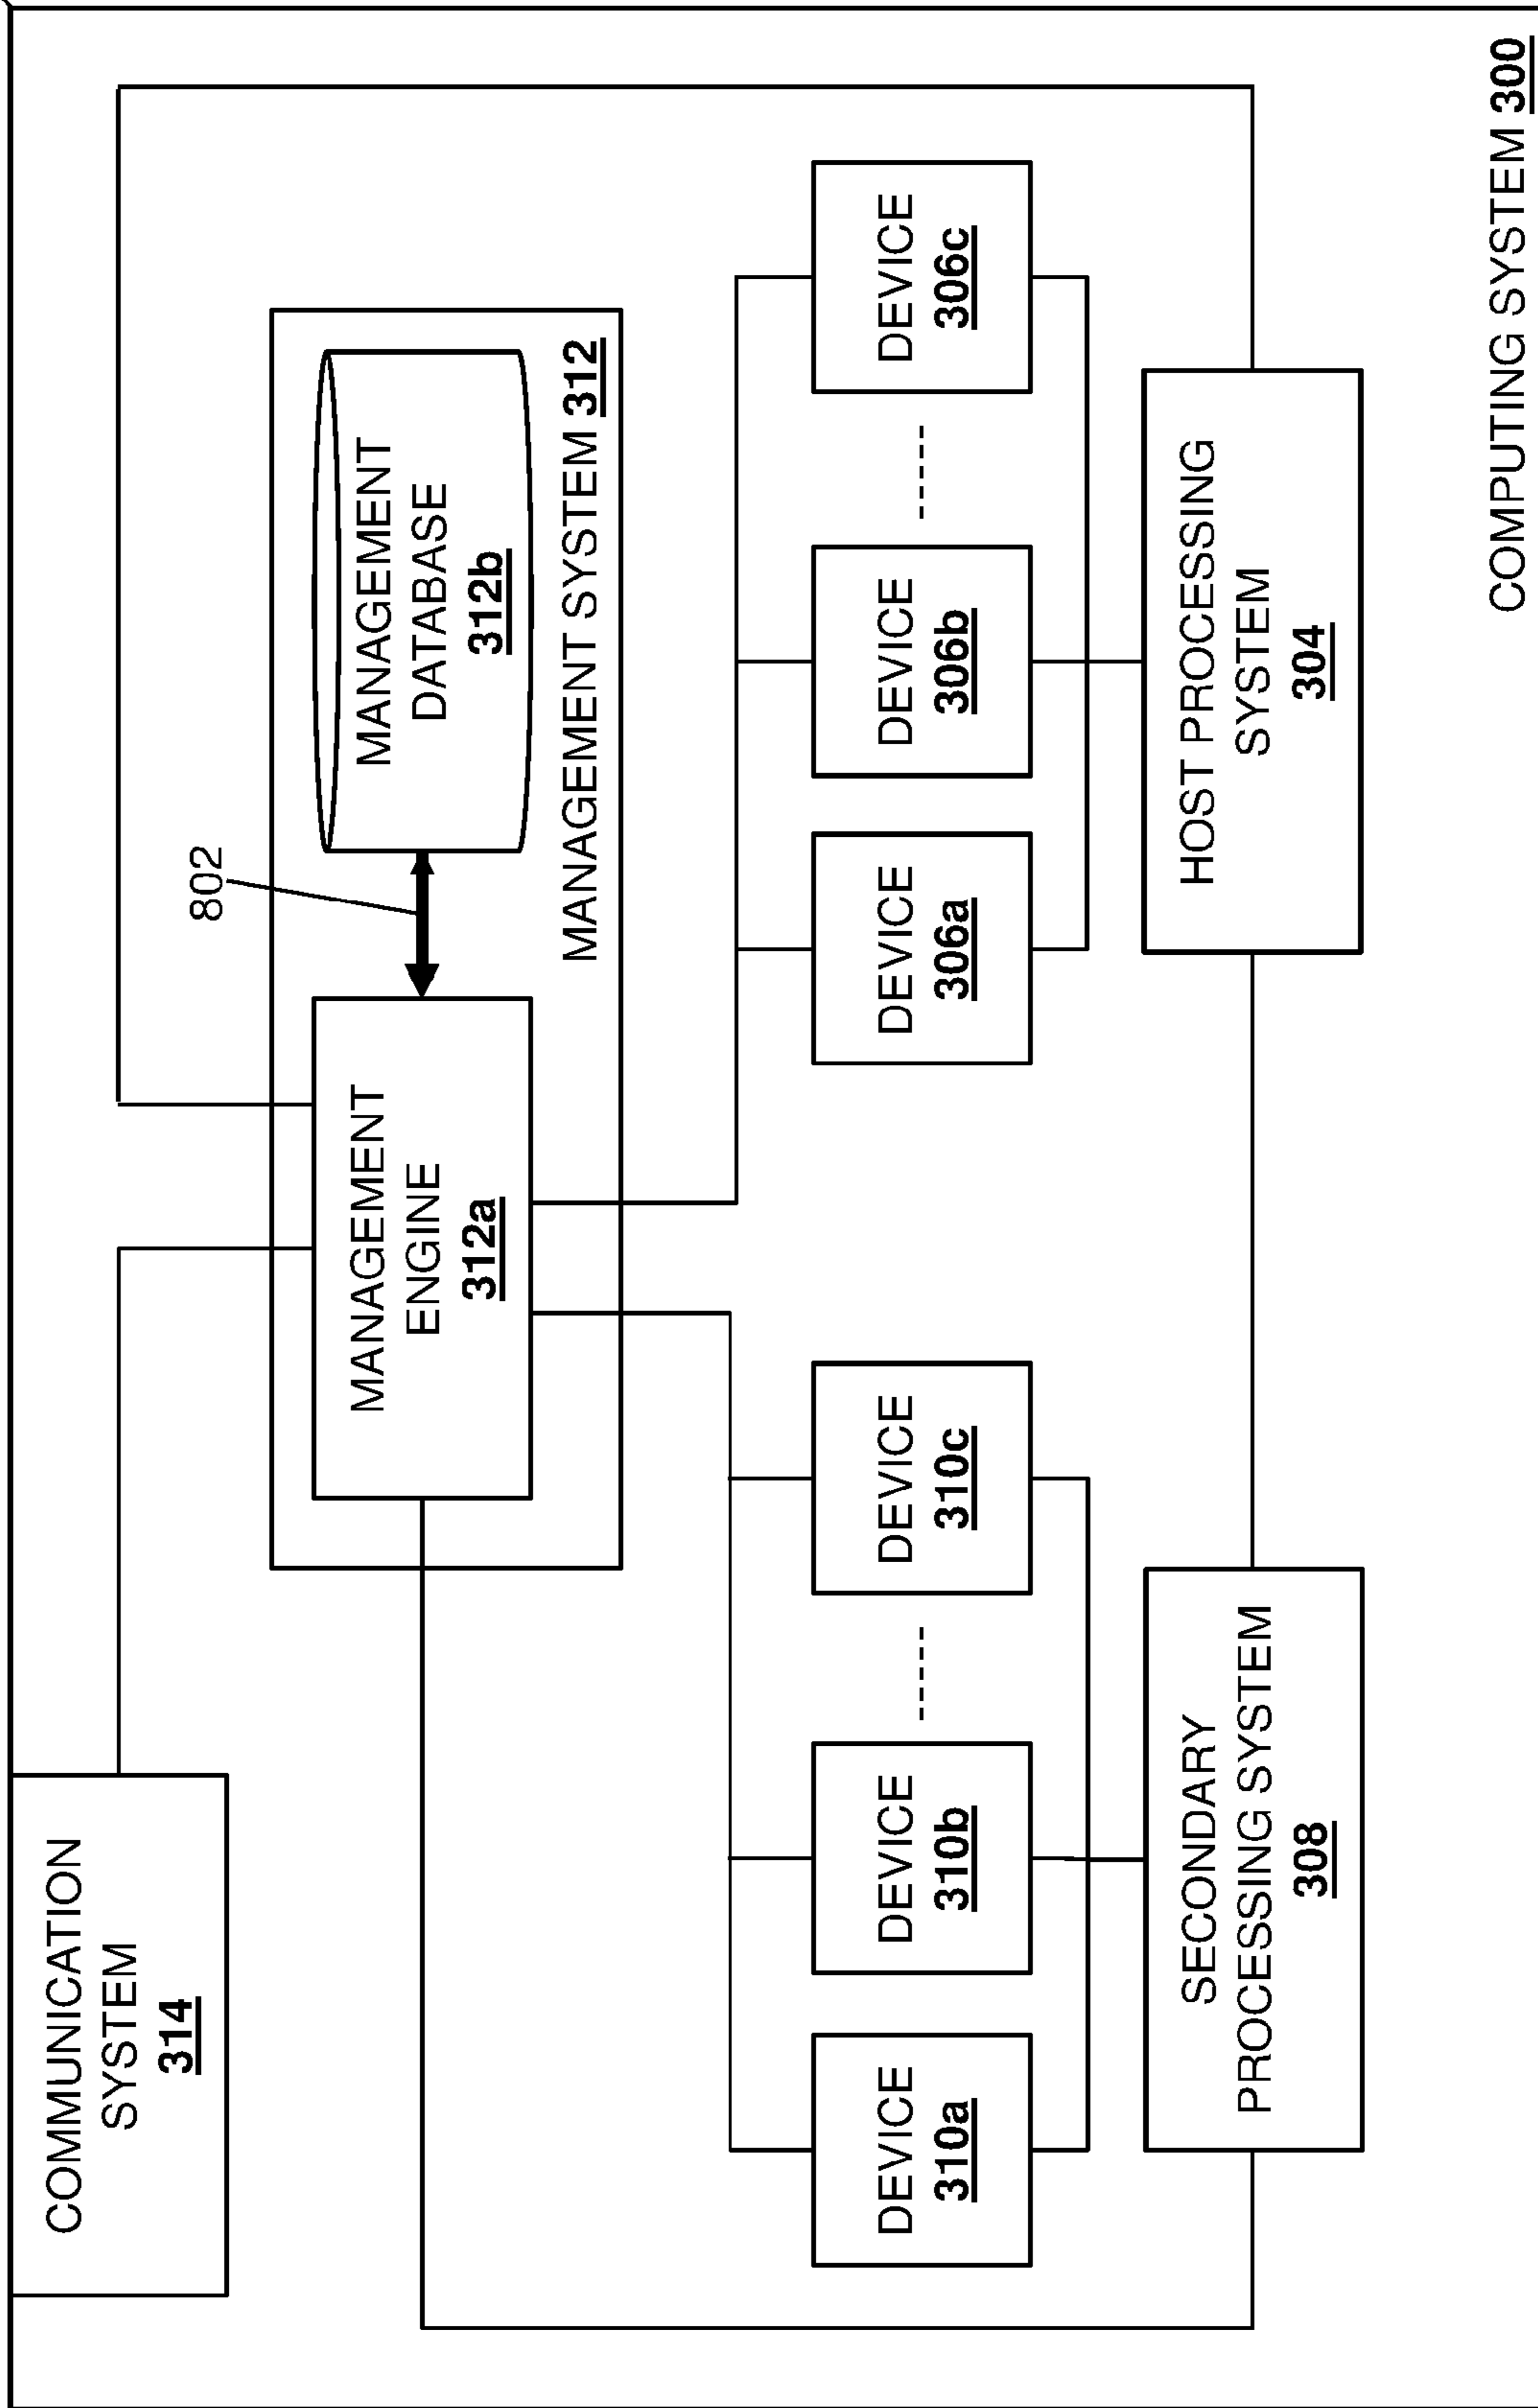 COMMUNICATION
SYSTEM
314
802
MANAGEMENT
ENGINE
312a
MANAGEMENT
DATABASE
312b
MANAGEMENT SYSTEM 312
DEVICE
310a
DEVICE
310b
DEVICE
310c
DEVICE
306a
DEVICE
306b
DEVICE
306c
SECONDARY
PROCESSING SYSTEM
308
HOST PROCESSING
SYSTEM
304
COMPUTING SYSTEM 300